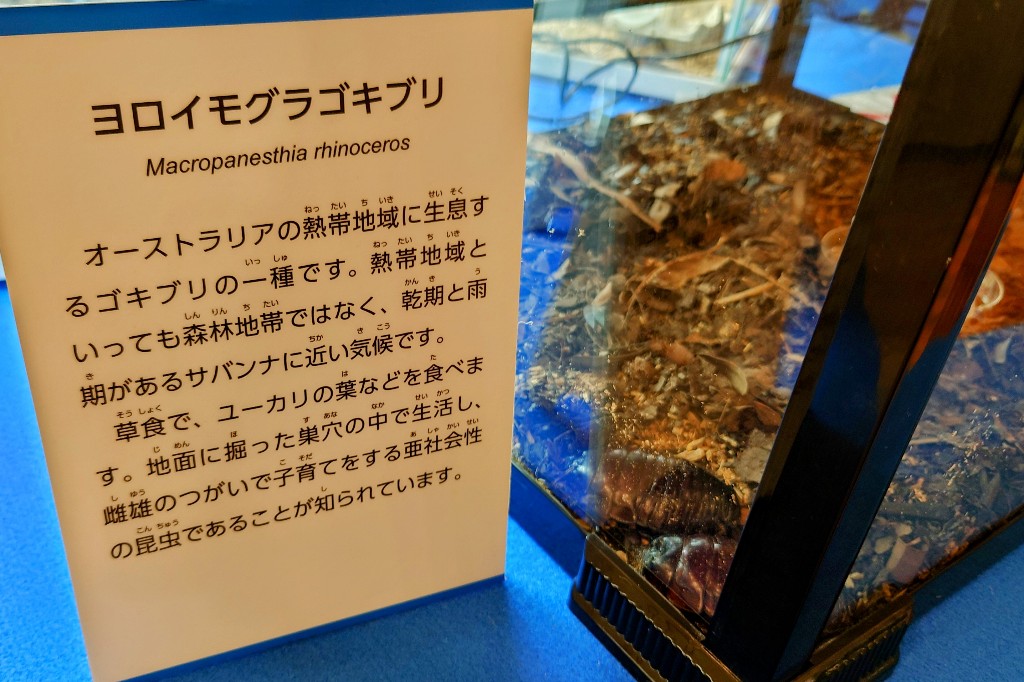 ヨロイモグラゴキブリ
Macropanesthia rhinoceros
オーストラリアの熱帯地域に生息す
るゴキブリの一種です。熱帯地域と
いっても森林地帯ではなく、乾期と雨
期があるサバンナに近い気候です。
草食で、ユーカリの葉などを食べま
す。地面に掘った巣穴の中で生活し、
雌雄のつがいで子育てをする亜社会性
の昆虫であることが知られています。